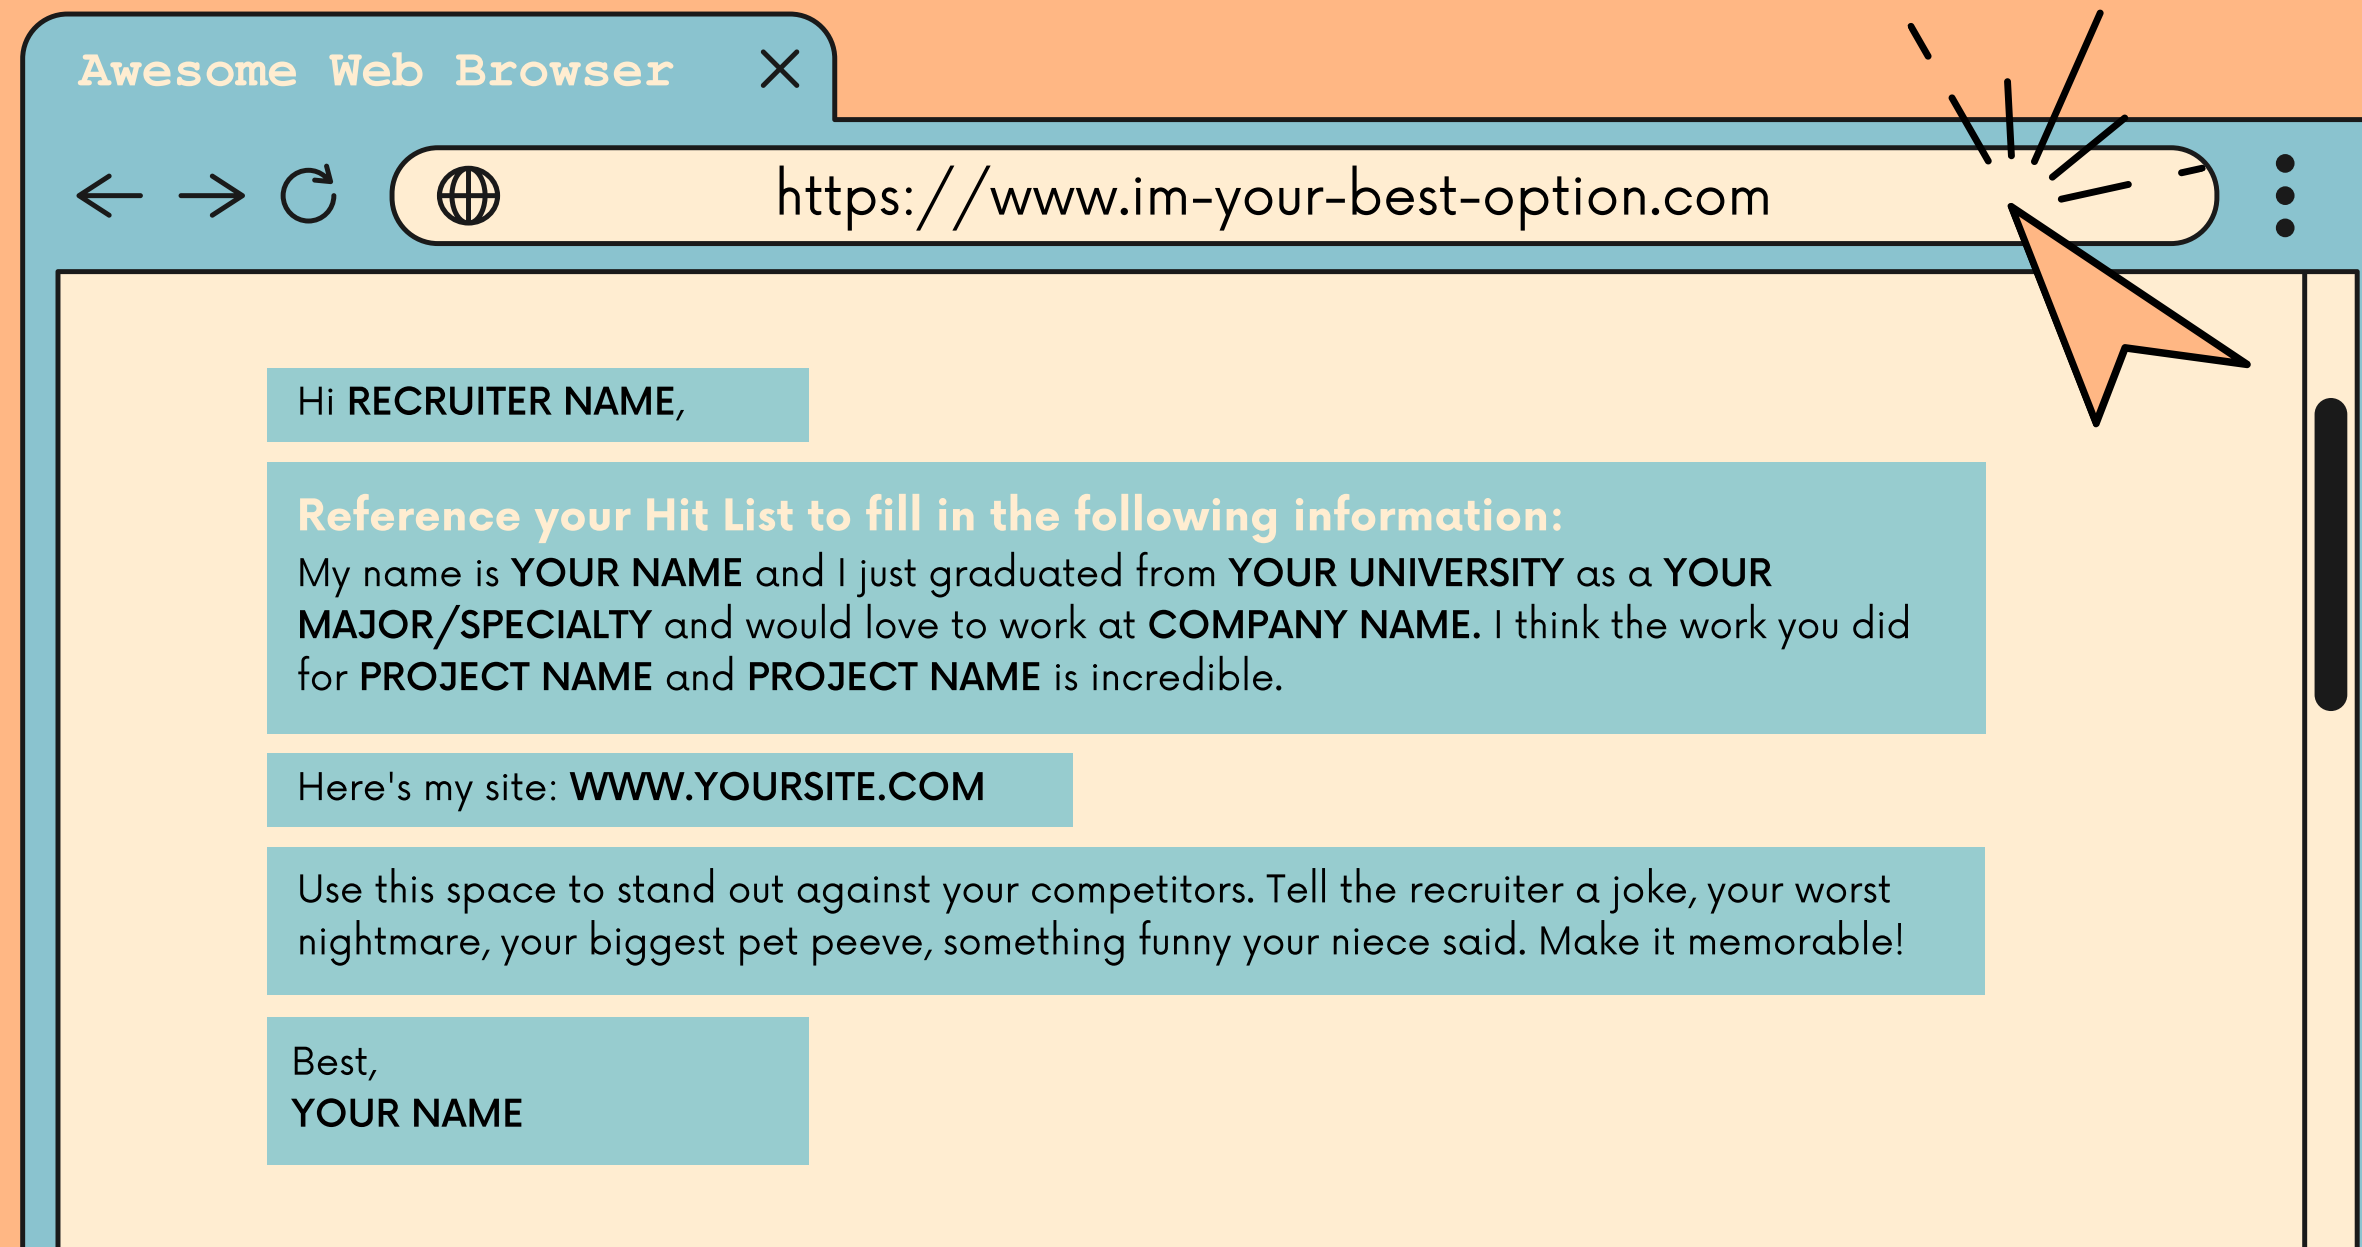 Awesome Web Browser
https://www.im-your-best-option.com
Hi RECRUITER NAME,
Reference your Hit List to fill in the following information:
My name is YOUR NAME and I just graduated from YOUR UNIVERSITY as a YOUR
MAJOR/SPECIALTY and would love to work at COMPANY NAME. I think the work you did
for PROJECT NAME and PROJECT NAME is incredible.
Here's my site: WWW.YOURSITE.COM
Use this space to stand out against your competitors. Tell the recruiter a joke, your worst
nightmare, your biggest pet peeve, something funny your niece said. Make it memorable!
Best,
YOUR NAME